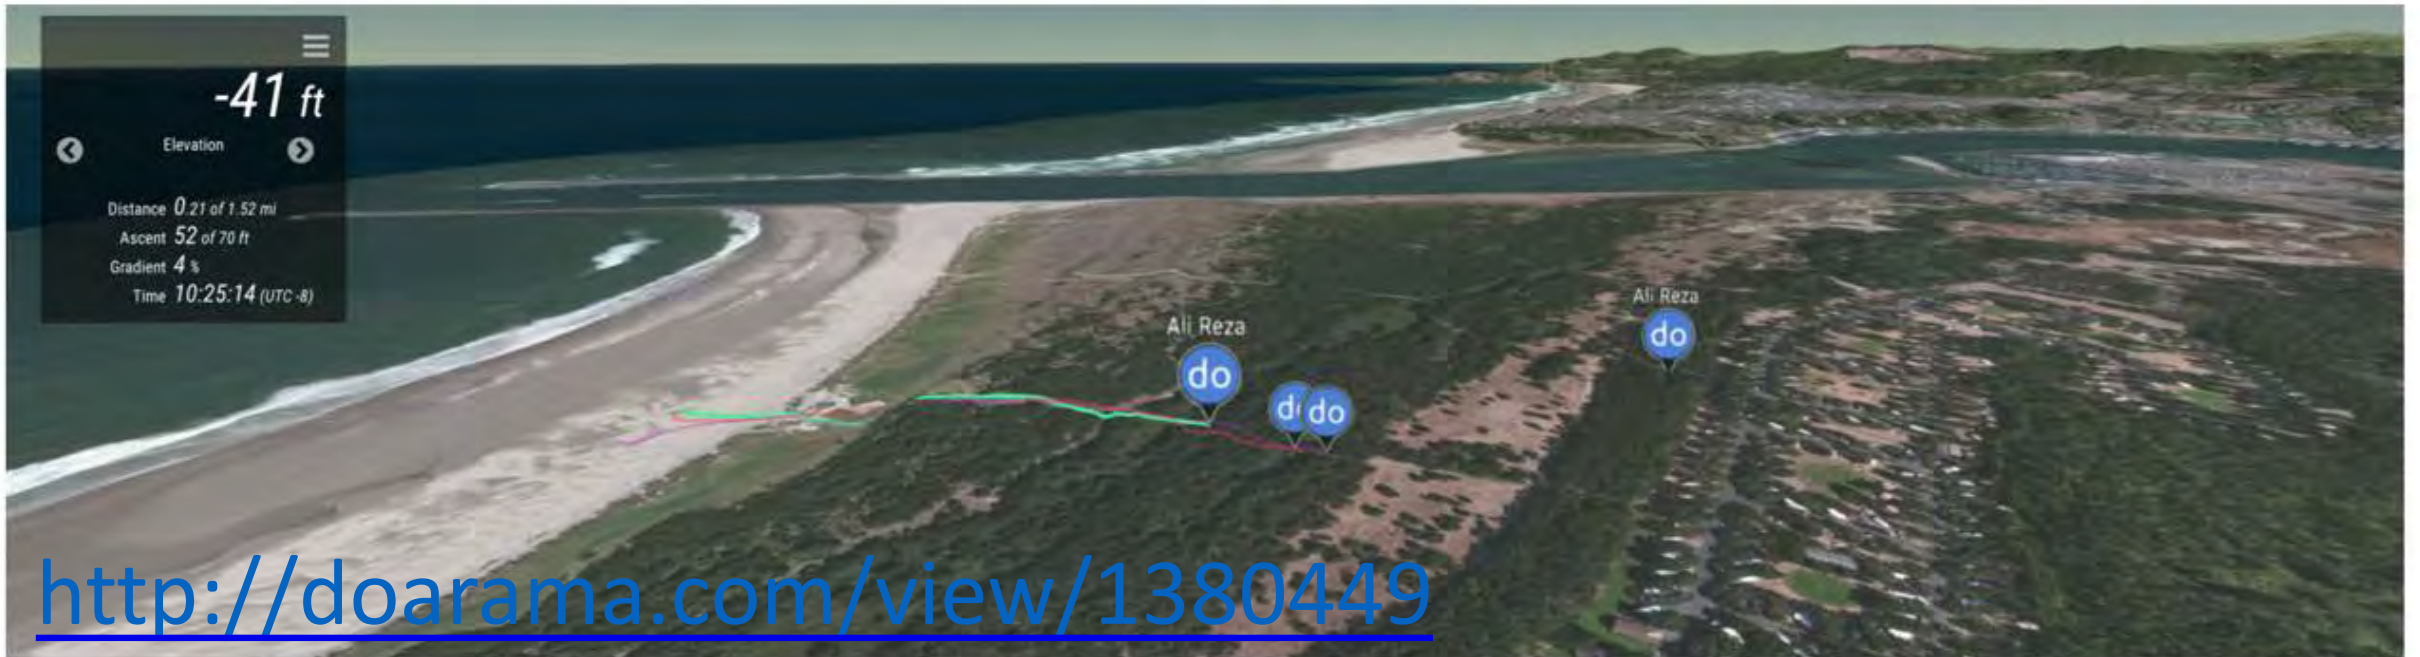 -41 ft
Elevation
Distance 0.21 of 1.52 mi
Ascent 52 of 70 ft
Gradient 4 %
Time 10:25:14 (UTC -8)
Ali Reza
do
Ali Reza
do
d
do
http://doarama.com/view/1380449